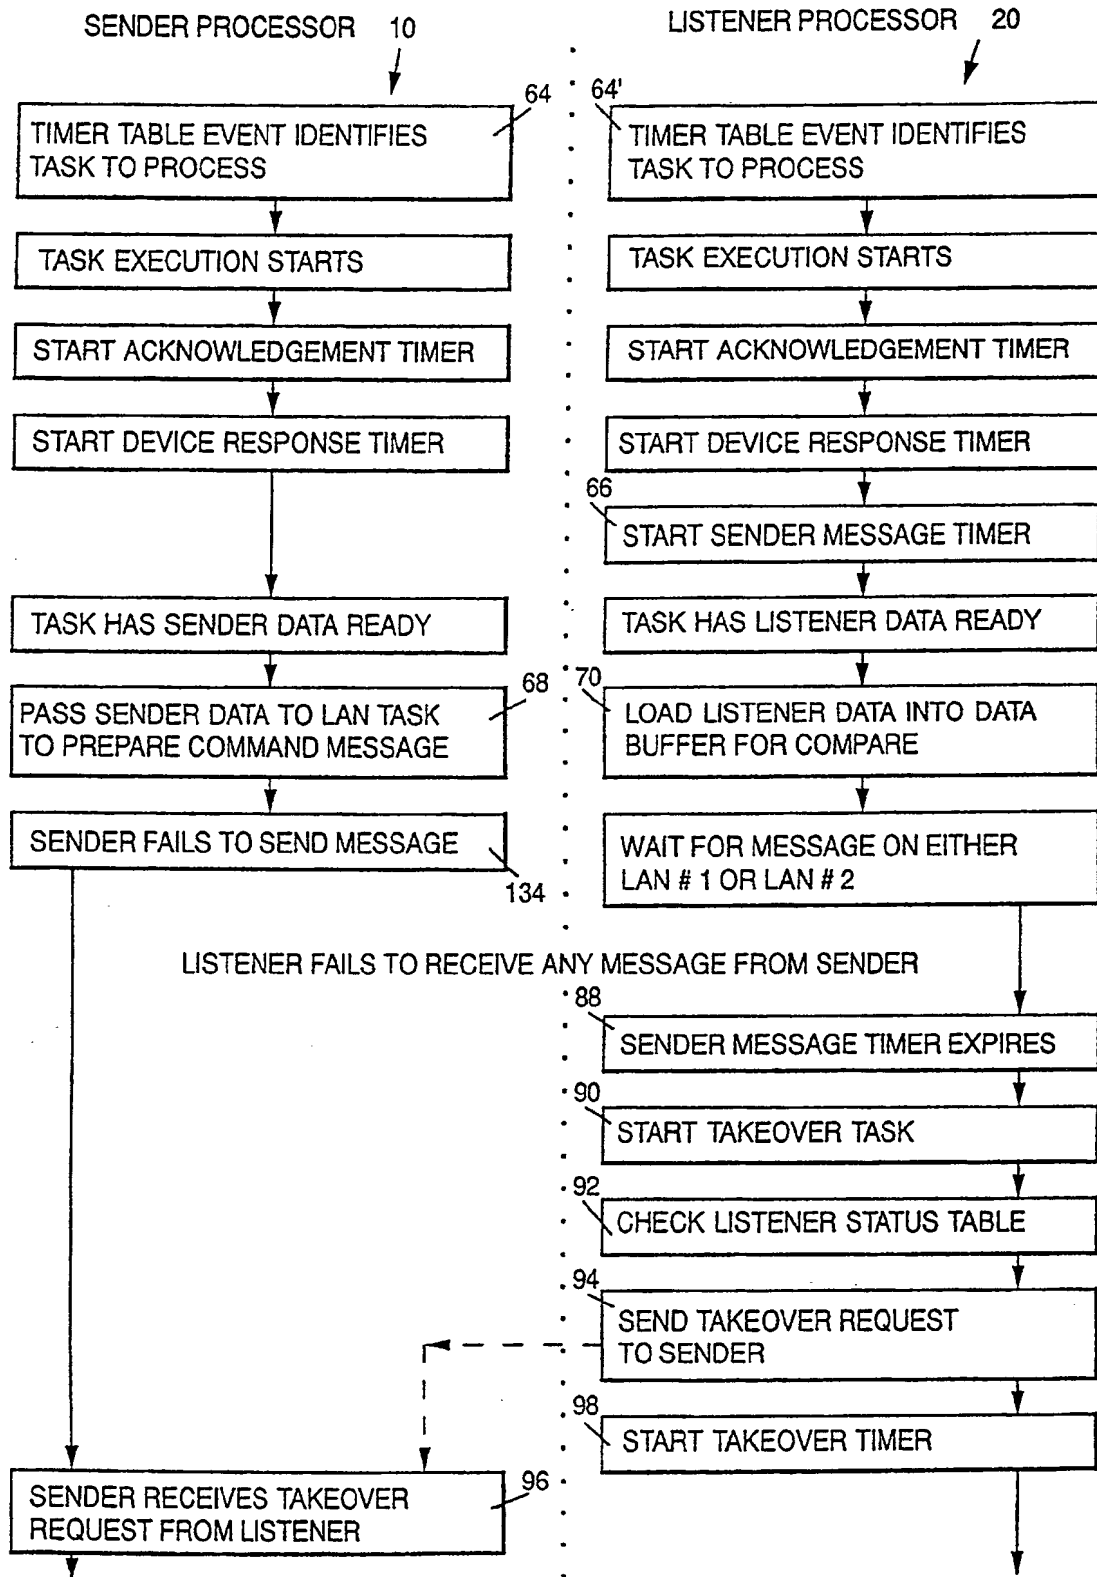 SENDER PROCESSOR 10
LISTENER PROCESSOR 20
64
TIMER TABLE EVENT IDENTIFIES
TASK TO PROCESS
64'
TIMER TABLE EVENT IDENTIFIES
TASK TO PROCESS
TASK EXECUTION STARTS
TASK EXECUTION STARTS
START ACKNOWLEDGEMENT TIMER
START ACKNOWLEDGEMENT TIMER
START DEVICE RESPONSE TIMER
START DEVICE RESPONSE TIMER
66
START SENDER MESSAGE TIMER
TASK HAS SENDER DATA READY
TASK HAS LISTENER DATA READY
68
PASS SENDER DATA TO LAN TASK
TO PREPARE COMMAND MESSAGE
70
LOAD LISTENER DATA INTO DATA
BUFFER FOR COMPARE
SENDER FAILS TO SEND MESSAGE
134
WAIT FOR MESSAGE ON EITHER
LAN # 1 OR LAN # 2
LISTENER FAILS TO RECEIVE ANY MESSAGE FROM SENDER
88
SENDER MESSAGE TIMER EXPIRES
90
START TAKEOVER TASK
92
CHECK LISTENER STATUS TABLE
94
SEND TAKEOVER REQUEST
TO SENDER
98
START TAKEOVER TIMER
96
SENDER RECEIVES TAKEOVER
REQUEST FROM LISTENER